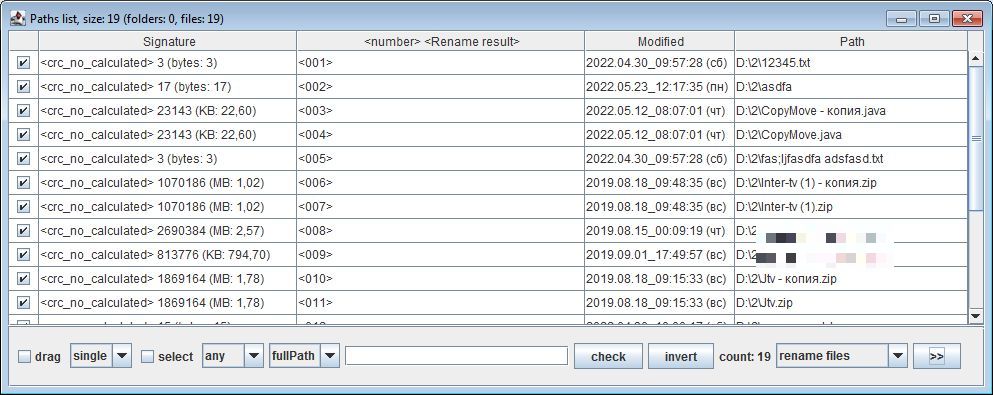 Paths list, size: 19 (folders: 0, files: 19)
Signature <number> <Rename result> Modified Path
<crc_no_calculated> 3 (bytes: 3) <001> 2022.04.30_09:57:28 (сб) D:\2\12345.txt
<crc_no_calculated> 17 (bytes: 17) <002> 2022.05.23_12:17:35 (пн) D:\2\asdfa
<crc_no_calculated> 23143 (KB: 22,60) <003> 2022.05.12_08:07:01 (чт) D:\2\CopyMove - копия.java
<crc_no_calculated> 23143 (KB: 22,60) <004> 2022.05.12_08:07:01 (чт) D:\2\CopyMove.java
<crc_no_calculated> 3 (bytes: 3) <005> 2022.04.30_09:57:28 (сб) D:\2\fas;ljfasdfa adsfasd.txt
<crc_no_calculated> 1070186 (MB: 1,02) <006> 2019.08.18_09:48:35 (вс) D:\2\Inter-tv (1) - копия.zip
<crc_no_calculated> 1070186 (MB: 1,02) <007> 2019.08.18_09:48:35 (вс) D:\2\Inter-tv (1).zip
<crc_no_calculated> 2690384 (MB: 2,57) <008> 2019.08.15_00:09:19 (чт) D:\2
<crc_no_calculated> 813776 (KB: 794,70) <009> 2019.09.01_17:49:57 (вс) D:\2
<crc_no_calculated> 1869164 (MB: 1,78) <010> 2019.08.18_09:15:33 (вс) D:\2\Utv - копия.zip
<crc_no_calculated> 1869164 (MB: 1,78) <011> 2019.08.18_09:15:33 (вс) D:\2\Utv.zip
drag single select any fullPath check invert count: 19 rename files >>